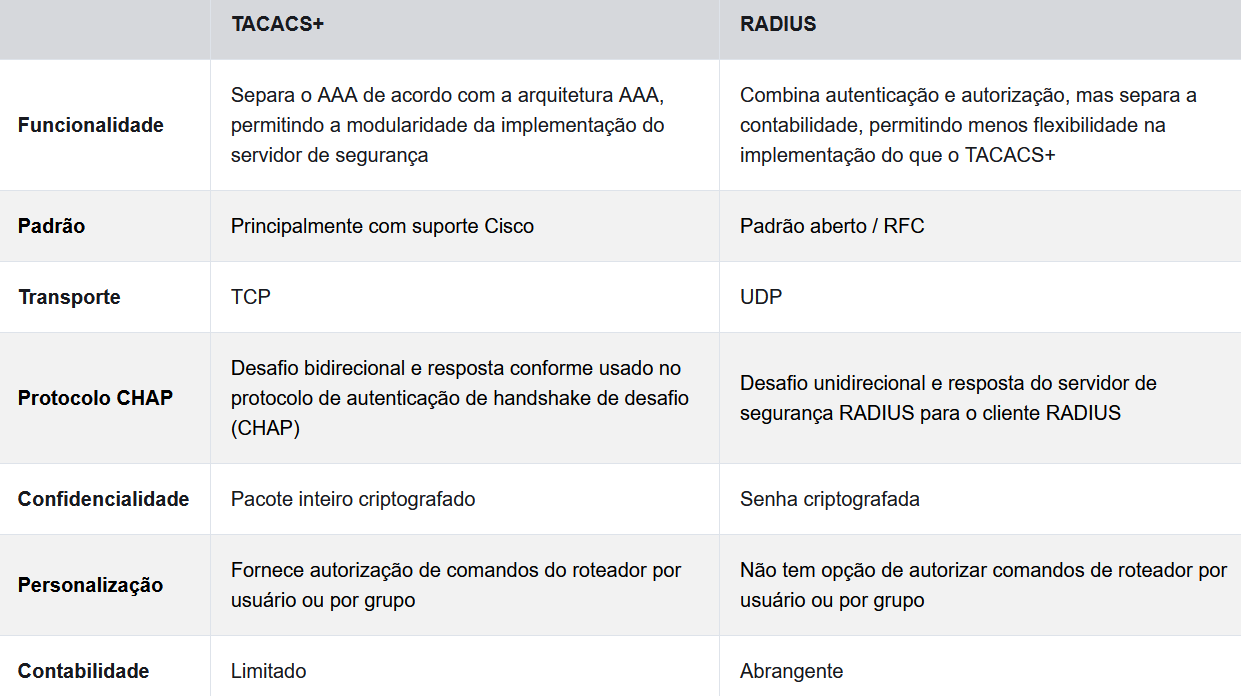 TACACS+ RADIUS
Funcionalidade
Separa o AAA de acordo com a arquitetura AAA,
permitindo a modularidade da implementação do
servidor de segurança
Combina autenticação e autorização, mas separa a
contabilidade, permitindo menos flexibilidade na
implementação do que o TACACS+
Padrão
Principalmente com suporte Cisco
Padrão aberto / RFC
Transporte
TCP
UDP
Protocolo CHAP
Desafio bidirecional e resposta conforme usado no
protocolo de autenticação de handshake de desafio
(CHAP)
Desafio unidirecional e resposta do servidor de
segurança RADIUS para o cliente RADIUS
Confidencialidade
Pacote inteiro criptografado
Senha criptografada
Personalização
Fornece autorização de comandos do roteador por
usuário ou por grupo
Não tem opção de autorizar comandos de roteador por
usuário ou por grupo
Contabilidade
Limitado
Abrangente